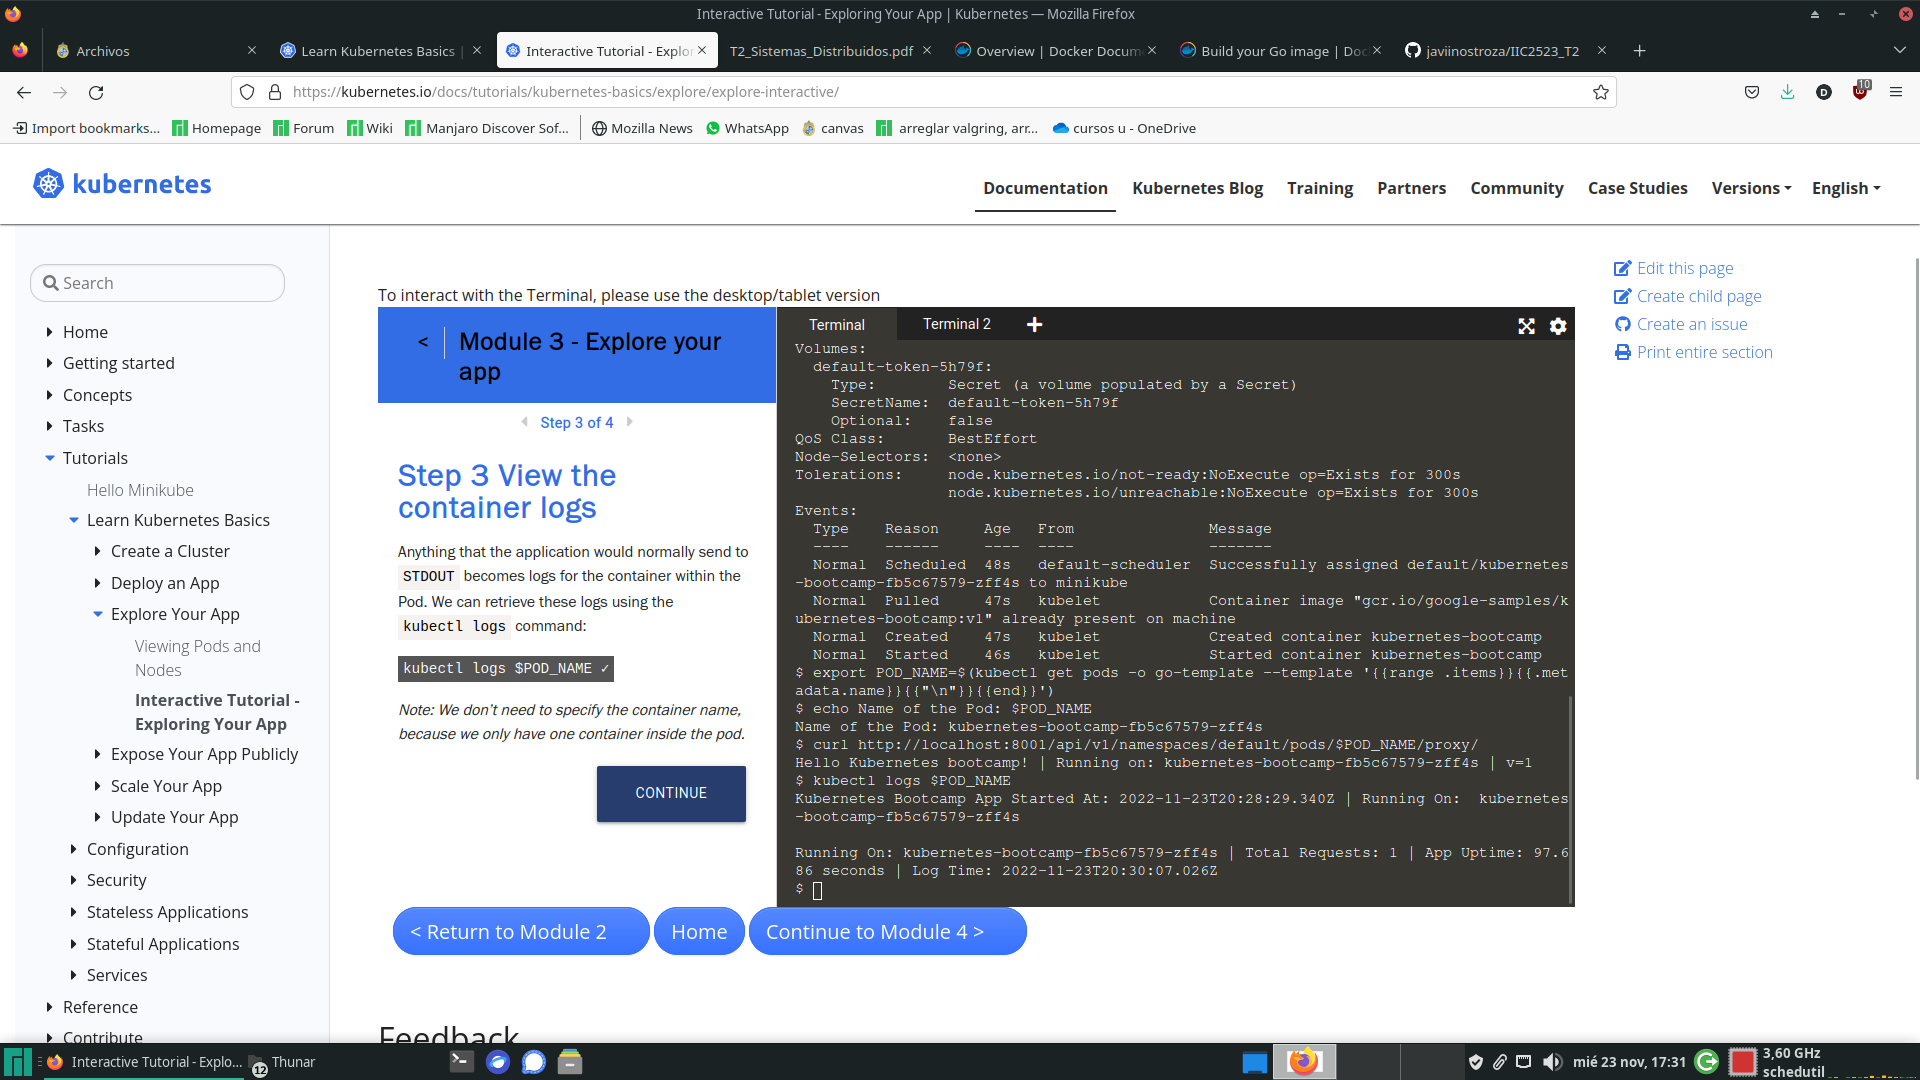 Interactive Tutorial - Exploring Your App | Kubernetes — Mozilla Firefox
Archivos
Learn Kubernetes Basics |
Interactive Tutorial - Explor
T2_Sistemas_Distribuidos.pdf
Overview | Docker Docum
Build your Go image | Doc
javiinostroza/IIC2523_T2
https://kubernetes.io/docs/tutorials/kubernetes-basics/explore/explore-interactive/
10
Import bookmarks...
Homepage
Forum
Wiki
Manjaro Discover Sof...
Mozilla News
WhatsApp
canvas
arreglar valgring, arr...
cursos u - OneDrive
kubernetes
Documentation
Kubernetes Blog
Training
Partners
Community
Case Studies
Versions
English
Search
Home
Getting started
Concepts
Tasks
Tutorials
Hello Minikube
Learn Kubernetes Basics
Create a Cluster
Deploy an App
Explore Your App
Viewing Pods and
Nodes
Interactive Tutorial -
Exploring Your App
Expose Your App Publicly
Scale Your App
Update Your App
Configuration
Security
Stateless Applications
Stateful Applications
Services
Reference
Contribute
To interact with the Terminal, please use the desktop/tablet version
< Module 3 - Explore your
app
Step 3 of 4
Step 3 View the
container logs
Anything that the application would normally send to
STDOUT becomes logs for the container within the
Pod. We can retrieve these logs using the
kubectl logs command:
kubectl logs $POD_NAME ✓
Note: We don’t need to specify the container name,
because we only have one container inside the pod.
CONTINUE
Terminal
Terminal 2
+
Volumes:
default-token-5h79f:
Type: Secret (a volume populated by a Secret)
SecretName: default-token-5h79f
Optional: false
QoS Class: BestEffort
Node-Selectors: <none>
Tolerations: node.kubernetes.io/not-ready:NoExecute op=Exists for 300s
node.kubernetes.io/unreachable:NoExecute op=Exists for 300s
Events:
Type Reason Age From Message
---- ------ ---- ---- -------
Normal Scheduled 48s default-scheduler Successfully assigned default/kubernetes
-bootcamp-fb5c67579-zff4s to minikube
Normal Pulled 47s kubelet Container image "gcr.io/google-samples/k
ubernetes-bootcamp:v1" already present on machine
Normal Created 47s kubelet Created container kubernetes-bootcamp
Normal Started 46s kubelet Started container kubernetes-bootcamp
$ export POD_NAME=$(kubectl get pods -o go-template --template '{{range .items}}{{.met
adata.name}}{{"\n"}}{{end}}')
$ echo Name of the Pod: $POD_NAME
Name of the Pod: kubernetes-bootcamp-fb5c67579-zff4s
$ curl http://localhost:8001/api/v1/namespaces/default/pods/$POD_NAME/proxy/
Hello Kubernetes bootcamp! | Running on: kubernetes-bootcamp-fb5c67579-zff4s | v=1
$ kubectl logs $POD_NAME
Kubernetes Bootcamp App Started At: 2022-11-23T20:28:29.340Z | Running On: kubernetes
-bootcamp-fb5c67579-zff4s
Running On: kubernetes-bootcamp-fb5c67579-zff4s | Total Requests: 1 | App Uptime: 97.6
86 seconds | Log Time: 2022-11-23T20:30:07.026Z
$
Edit this page
Create child page
Create an issue
Print entire section
< Return to Module 2
Home
Continue to Module 4 >
Feedback
Interactive Tutorial - Explo...
12
Thunar
mié 23 nov, 17:31
3,60 GHz
schedutil